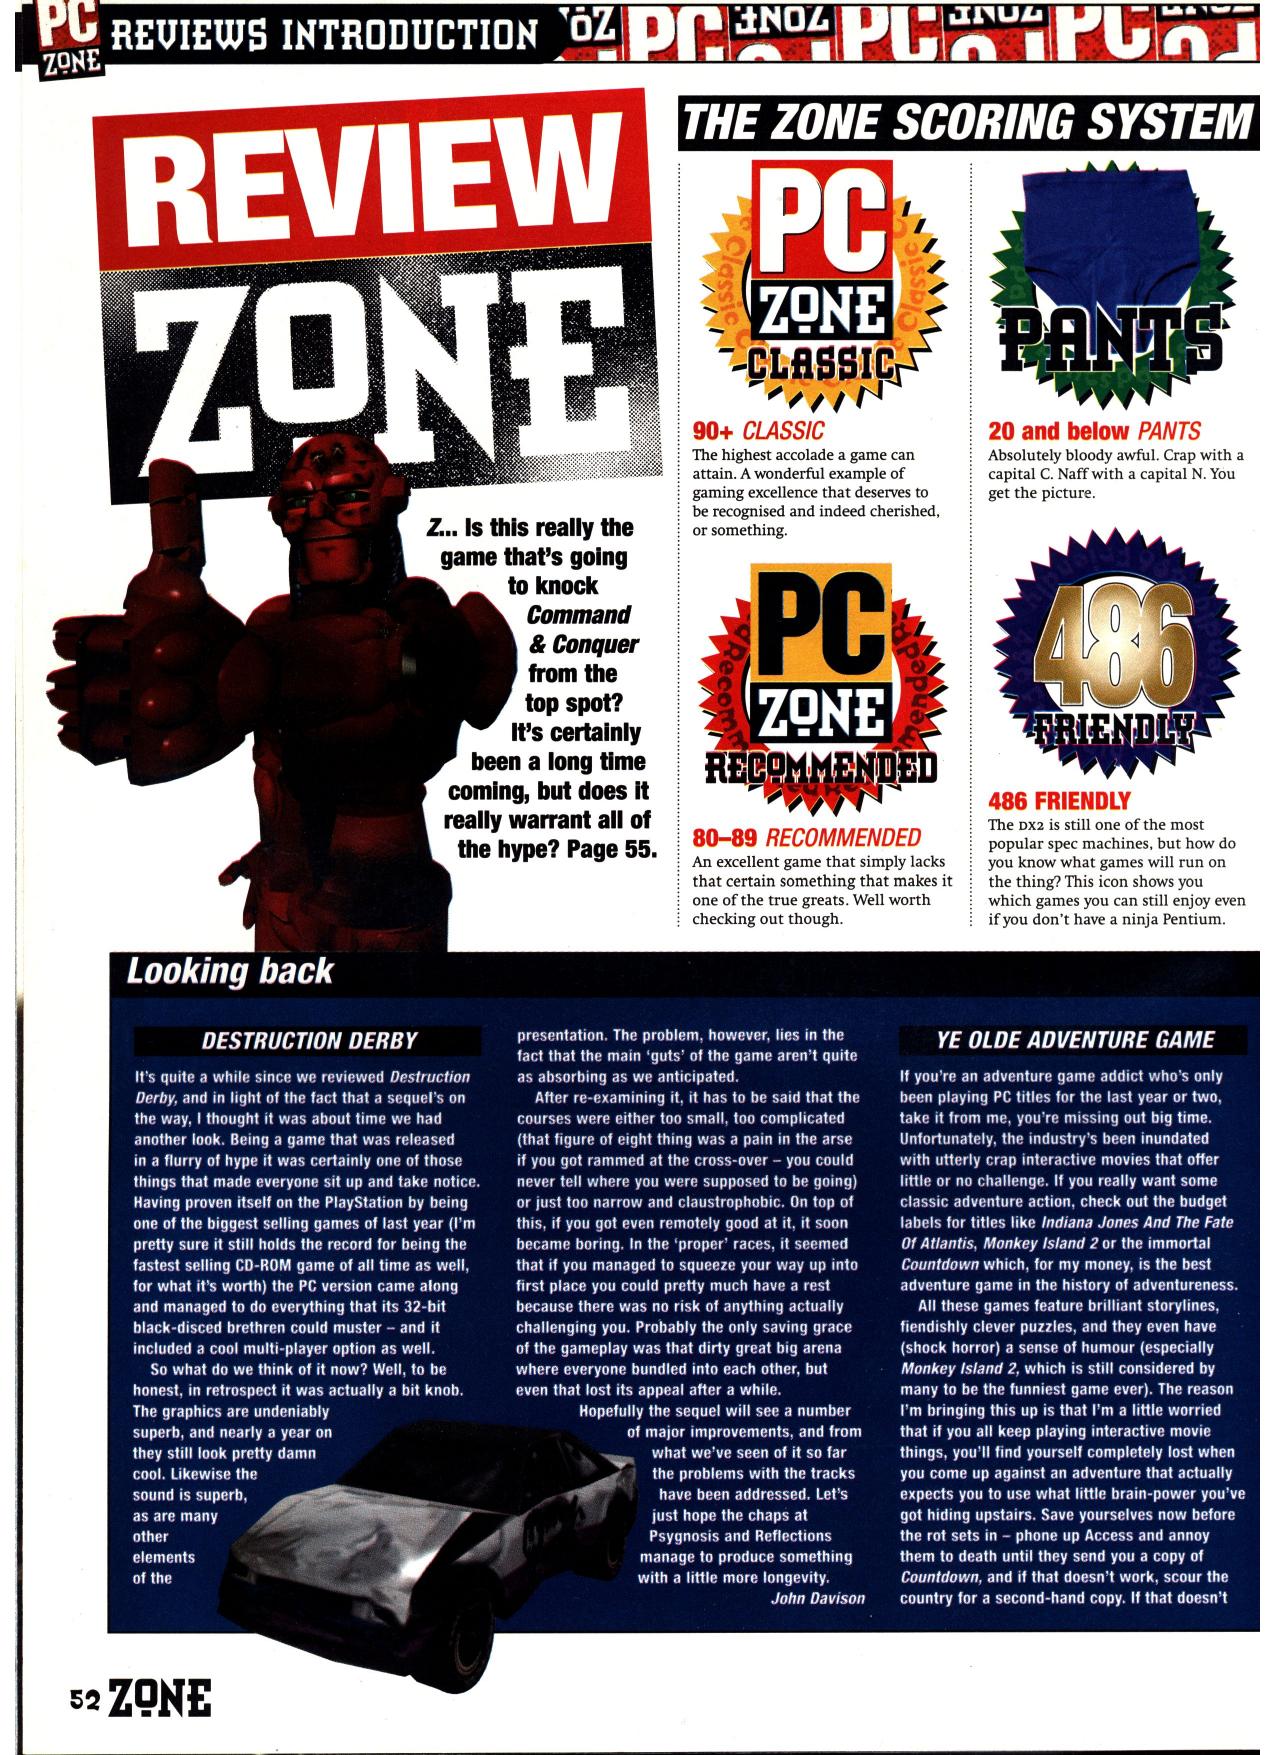 PC
ZONE
REVIEWS INTRODUCTION
REVIEW
ZONE
Z... Is this really the
game that's going
to knock
Command
& Conquer
from the
top spot?
It's certainly
been a long time
coming, but does it
really warrant all of
the hype? Page 55.
THE ZONE SCORING SYSTEM
PC
ZONE
CLASSIC
90+ CLASSIC
The highest accolade a game can
attain. A wonderful example of
gaming excellence that deserves to
be recognised and indeed cherished,
or something.
PC
ZONE
RECOMMENDED
80–89 RECOMMENDED
An excellent game that simply lacks
that certain something that makes it
one of the true greats. Well worth
checking out though.
PANTS
20 and below PANTS
Absolutely bloody awful. Crap with a
capital C. Naff with a capital N. You
get the picture.
486
FRIENDLY
486 FRIENDLY
The DX2 is still one of the most
popular spec machines, but how do
you know what games will run on
the thing? This icon shows you
which games you can still enjoy even
if you don't have a ninja Pentium.
Looking back
DESTRUCTION DERBY
It's quite a while since we reviewed Destruction
Derby, and in light of the fact that a sequel's on
the way, I thought it was about time we had
another look. Being a game that was released
in a flurry of hype it was certainly one of those
things that made everyone sit up and take notice.
Having proven itself on the PlayStation by being
one of the biggest selling games of last year (I'm
pretty sure it still holds the record for being the
fastest selling CD-ROM game of all time as well,
for what it's worth) the PC version came along
and managed to do everything that its 32-bit
black-disced brethren could muster – and it
included a cool multi-player option as well.
So what do we think of it now? Well, to be
honest, in retrospect it was actually a bit knob.
The graphics are undeniably
superb, and nearly a year on
they still look pretty damn
cool. Likewise the
sound is superb,
as are many
other
elements
of the
presentation. The problem, however, lies in the
fact that the main 'guts' of the game aren't quite
as absorbing as we anticipated.
After re-examining it, it has to be said that the
courses were either too small, too complicated
(that figure of eight thing was a pain in the arse
if you got rammed at the cross-over – you could
never tell where you were supposed to be going)
or just too narrow and claustrophobic. On top of
this, if you got even remotely good at it, it soon
became boring. In the 'proper' races, it seemed
that if you managed to squeeze your way up into
first place you could pretty much have a rest
because there was no risk of anything actually
challenging you. Probably the only saving grace
of the gameplay was that dirty great big arena
where everyone bundled into each other, but
even that lost its appeal after a while.
Hopefully the sequel will see a number
of major improvements, and from
what we've seen of it so far
the problems with the tracks
have been addressed. Let's
just hope the chaps at
Psygnosis and Reflections
manage to produce something
with a little more longevity.
John Davison
YE OLDE ADVENTURE GAME
If you're an adventure game addict who's only
been playing PC titles for the last year or two,
take it from me, you're missing out big time.
Unfortunately, the industry's been inundated
with utterly crap interactive movies that offer
little or no challenge. If you really want some
classic adventure action, check out the budget
labels for titles like Indiana Jones And The Fate
Of Atlantis, Monkey Island 2 or the immortal
Countdown which, for my money, is the best
adventure game in the history of adventureness.
All these games feature brilliant storylines,
fiendishly clever puzzles, and they even have
(shock horror) a sense of humour (especially
Monkey Island 2, which is still considered by
many to be the funniest game ever). The reason
I'm bringing this up is that I'm a little worried
that if you all keep playing interactive movie
things, you'll find yourself completely lost when
you come up against an adventure that actually
expects you to use what little brain-power you've
got hiding upstairs. Save yourselves now before
the rot sets in – phone up Access and annoy
them to death until they send you a copy of
Countdown, and if that doesn't work, scour the
country for a second-hand copy. If that doesn't
52 ZONE